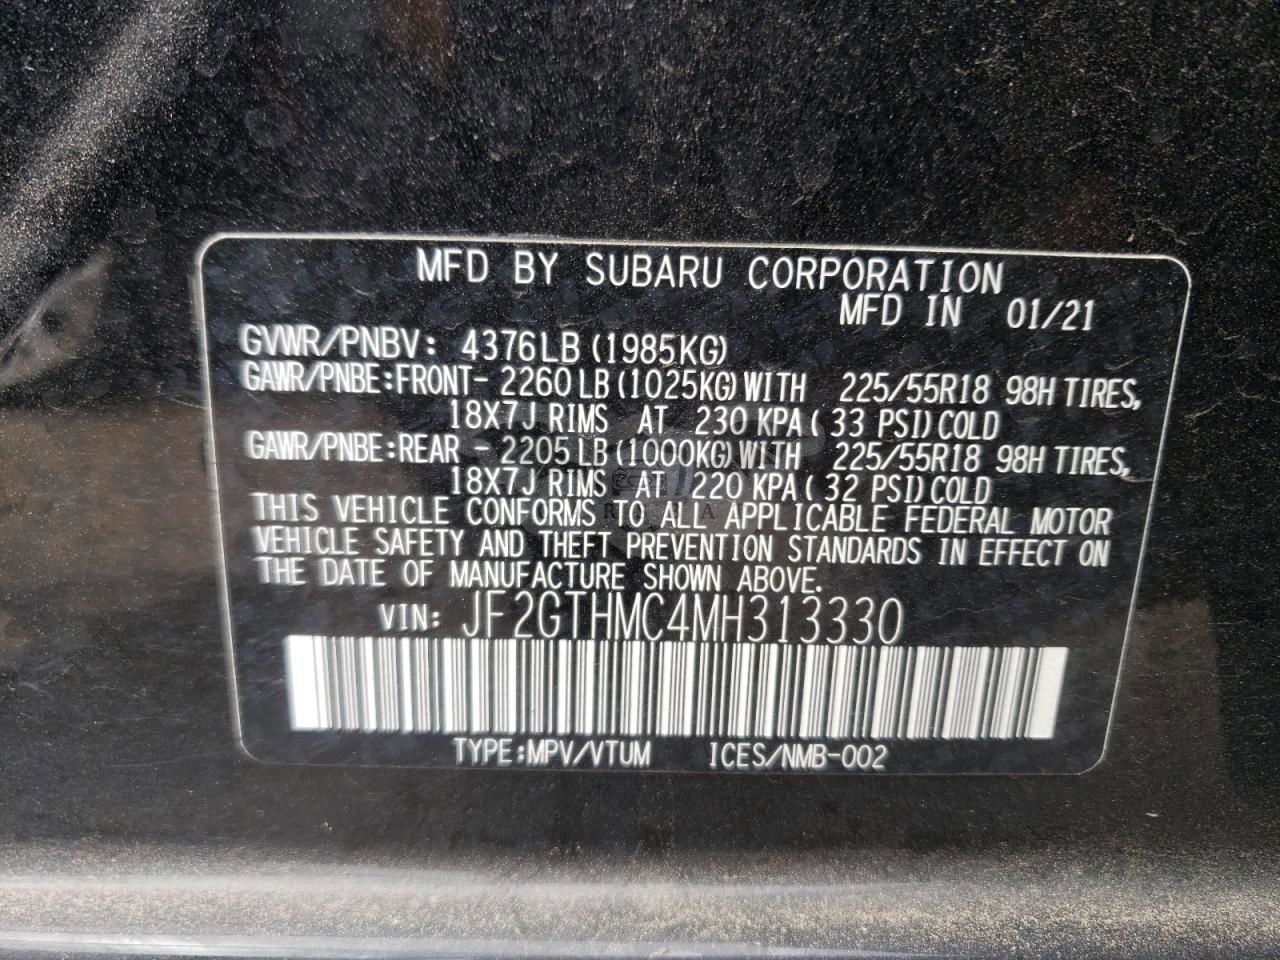 MFD BY SUBARU CORPORATION
MFD IN 01/21
GVWR/PNBV: 4376LB (1985KG)
GAWR/PNBE:FRONT- 2260 LB (1025KG) WITH 225/55R18 98H TIRES,
18X7J RIMS AT 230 KPA ( 33 PSI) COLD
GAWR/PNBE:REAR - 2205 LB (1000KG) WITH 225/55R18 98H TIRES,
18X7J RIMS AT 220 KPA ( 32 PSI) COLD
THIS VEHICLE CONFORMS TO ALL APPLICABLE FEDERAL MOTOR
VEHICLE SAFETY AND THEFT PREVENTION STANDARDS IN EFFECT ON
THE DATE OF MANUFACTURE SHOWN ABOVE.
VIN: JF2GTHMC4MH313330
TYPE:MPV/VTUM ICES/NMB-002